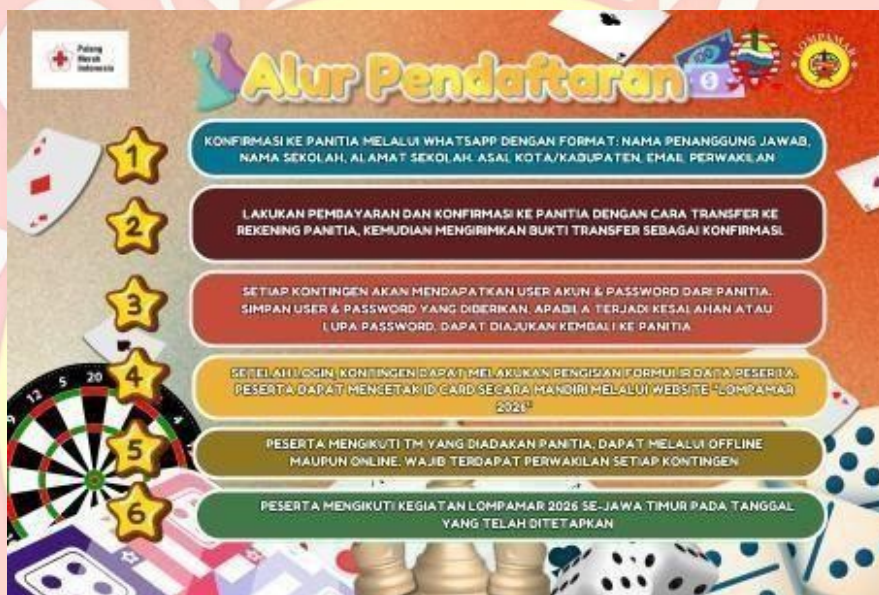 Palang
Merah
Indonesia
Alur Pendaftaran
LOMPAMAR
1
KONFIRMASI KE PANITIA MELALUI WHATSAPP DENGAN FORMAT: NAMA PENANGGUNG JAWAB,
NAMA SEKOLAH, ALAMAT SEKOLAH, ASAL KOTA/KABUPATEN, EMAIL PERWAKILAN
2
LAKUKAN PEMBAYARAN DAN KONFIRMASI KE PANITIA DENGAN CARA TRANSFER KE
REKENING PANITIA, KEMUDIAN MENGIRIMKAN BUKTI TRANSFER SEBAGAI KONFIRMASI.
3
SETIAP KONTINGEN AKAN MENDAPATKAN USER AKUN & PASSWORD DARI PANITIA.
SIMPAN USER & PASSWORD YANG DIBERIKAN. APABILA TERJADI KESALAHAN ATAU
LUPA PASSWORD, DAPAT DIAJUKAN KEMBALI KE PANITIA
4
SETELAH LOGIN, KONTINGEN DAPAT MELAKUKAN PENGISIAN FORMULIR DATA PESERTA.
PESERTA DAPAT MENCETAK ID CARD SECARA MANDIRI MELALUI WEBSITE "LOMPAMAR
2026"
12 5 20
4
5
PESERTA MENGIKUTI TM YANG DIADAKAN PANITIA, DAPAT MELALUI OFFLINE
MAUPUN ONLINE. WAJIB TERDAPAT PERWAKILAN SETIAP KONTINGEN
6
PESERTA MENGIKUTI KEGIATAN LOMPAMAR 2026 SE-JAWA TIMUR PADA TANGGAL
YANG TELAH DITETAPKAN